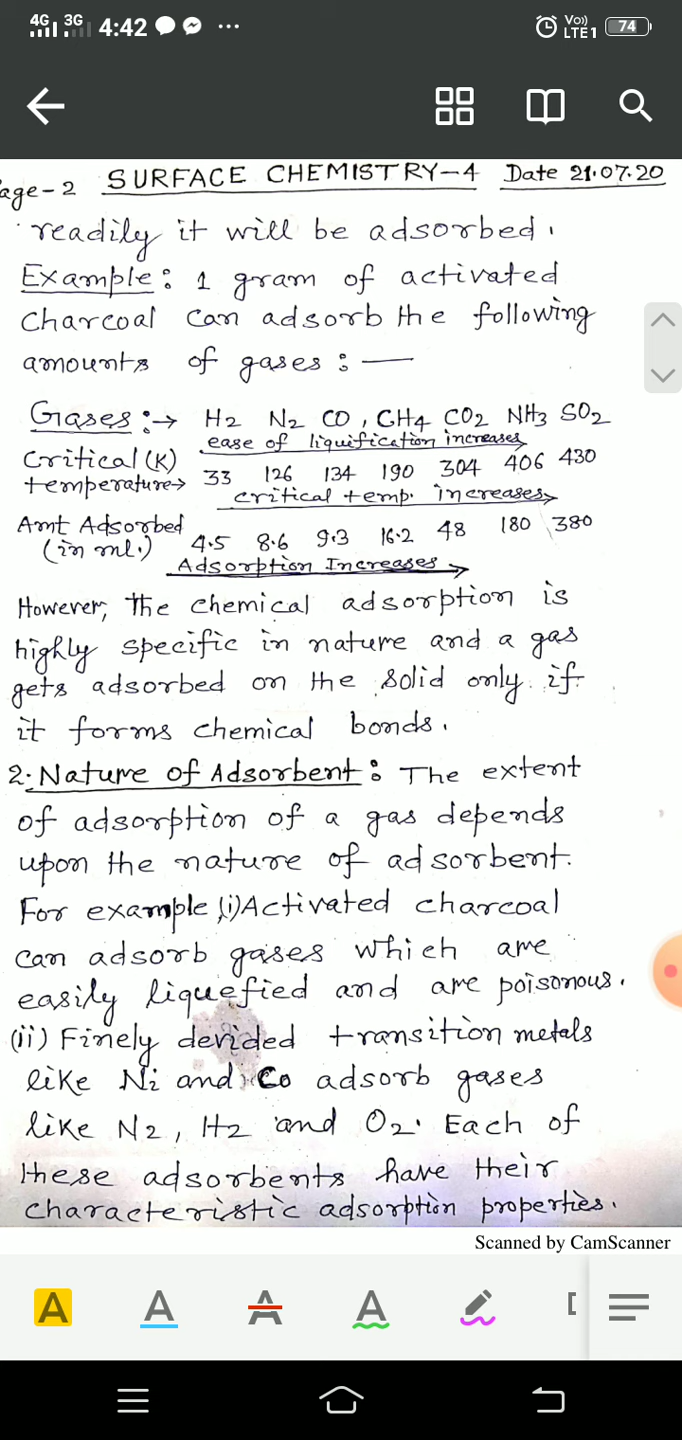 4G 3G 4:42 ... Vo)) LTE1 74
age-2 SURFACE CHEMISTRY-4 Date 21.07.20
readily it will be adsorbed.
Example: 1 gram of activated
charcoal can adsorb the following
amounts of gases: —
Gases:→ H2 N2 CO, CH4 CO2 NH3 SO2
ease of liquification increases
Critical (K) temperature→ 33 126 134 190 304 406 430
critical temp. increases
Amt Adsorbed (in ml.) 4.5 8.6 9.3 16.2 48 180 380
Adsorption Increases
However, the chemical adsorption is
highly specific in nature and a gas
gets adsorbed on the solid only if
it forms chemical bonds.
2. Nature of Adsorbent: The extent
of adsorption of a gas depends
upon the nature of adsorbent.
For example (i) Activated charcoal
can adsorb gases which are
easily liquefied and are poisonous.
(ii) Finely devided transition metals
like Ni and Co adsorb gases
like N2, H2 and O2. Each of
these adsorbents have their
characteristic adsorption properties.
Scanned by CamScanner
A A A A